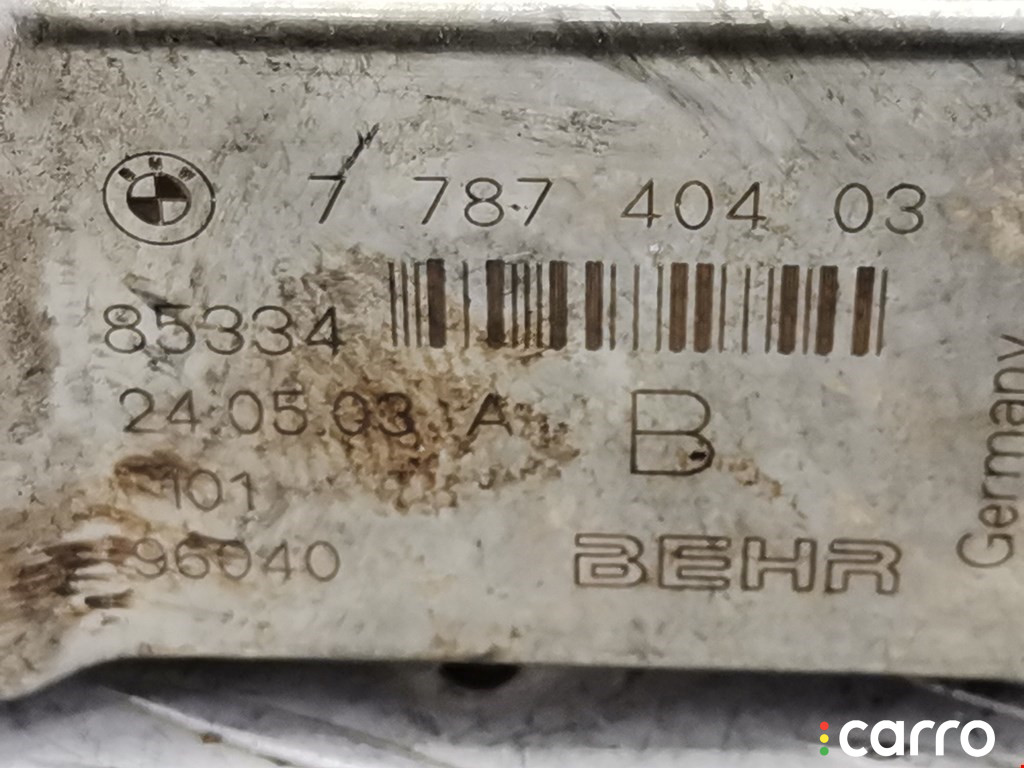 BMW
7 787 404 03
85334
24.05.03 A
B
101
96040
BEHR
Germany
carro